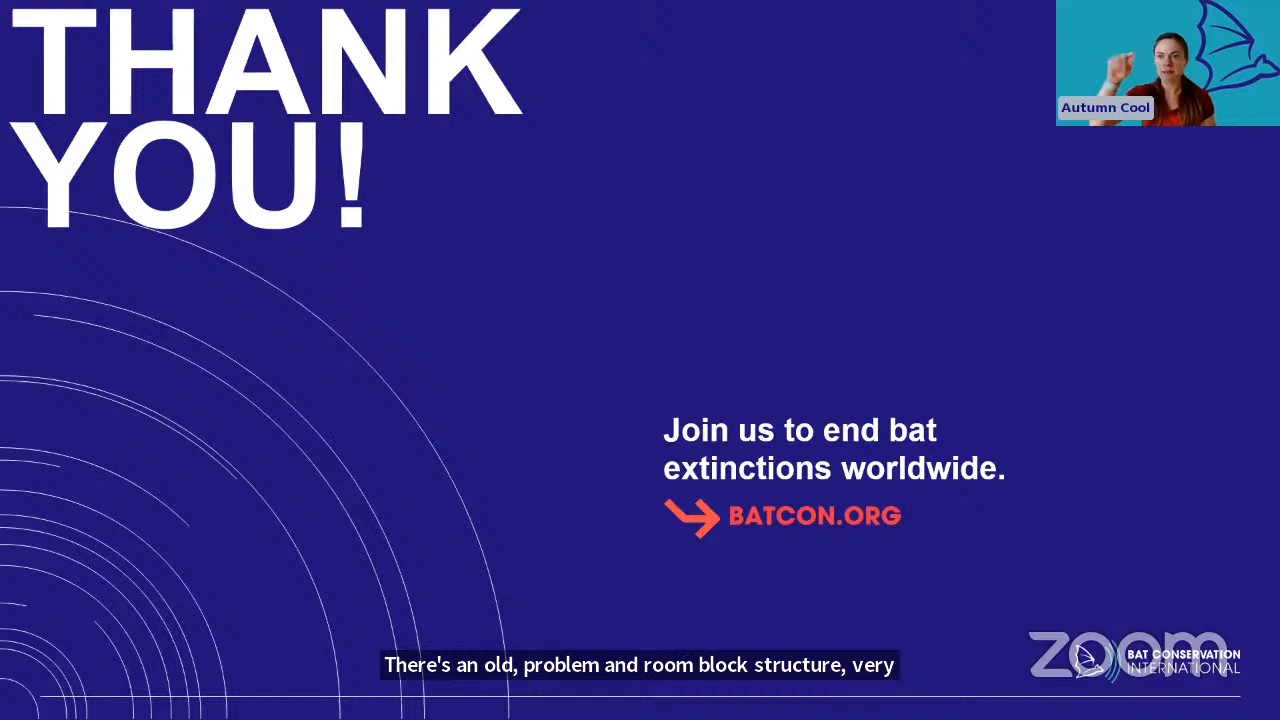 THANK
YOU!
Autumn Cool
Join us to end bat
extinctions worldwide.
BATCON.ORG
There's an old, problem and room block structure, very
zoom
BAT CONSERVATION
INTERNATIONAL